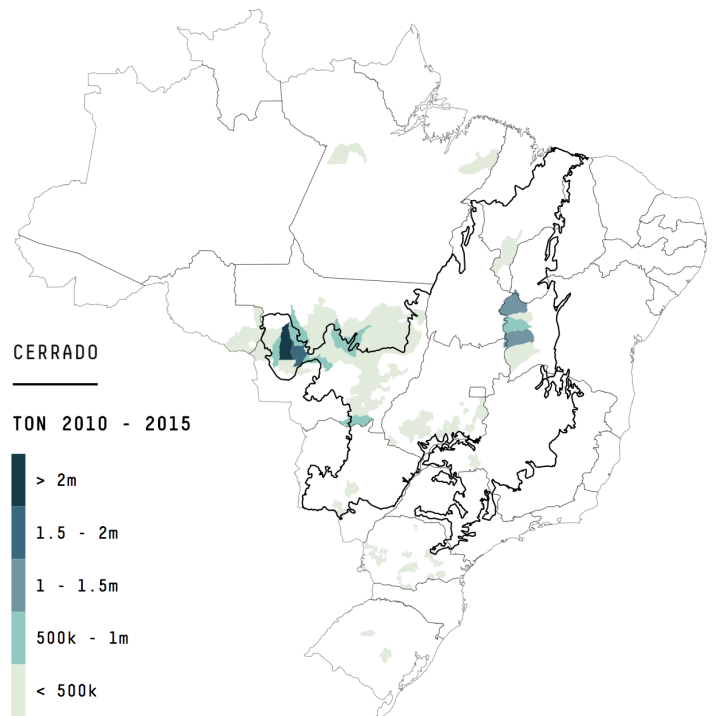 CERRADO
TON 2010 - 2015
> 2m
1.5 - 2m
1 - 1.5m
500k - 1m
< 500k